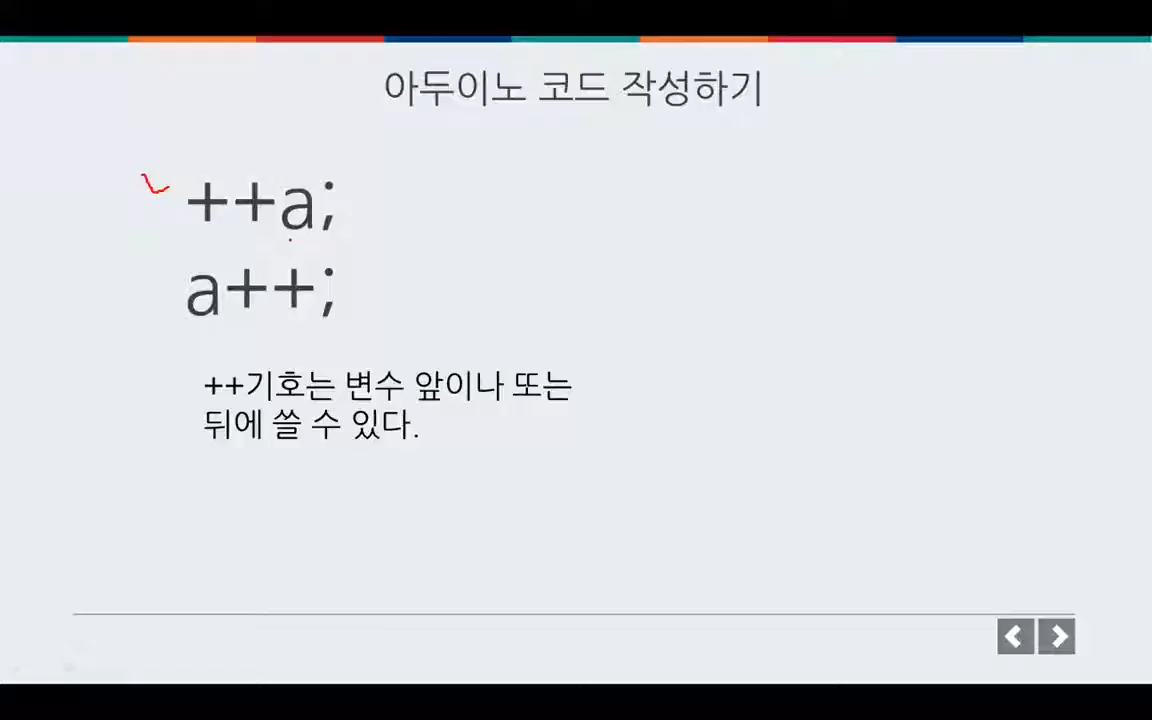 아두이노 코드 작성하기
++a;
a++;
++기호는 변수 앞이나 또는
뒤에 쓸 수 있다.